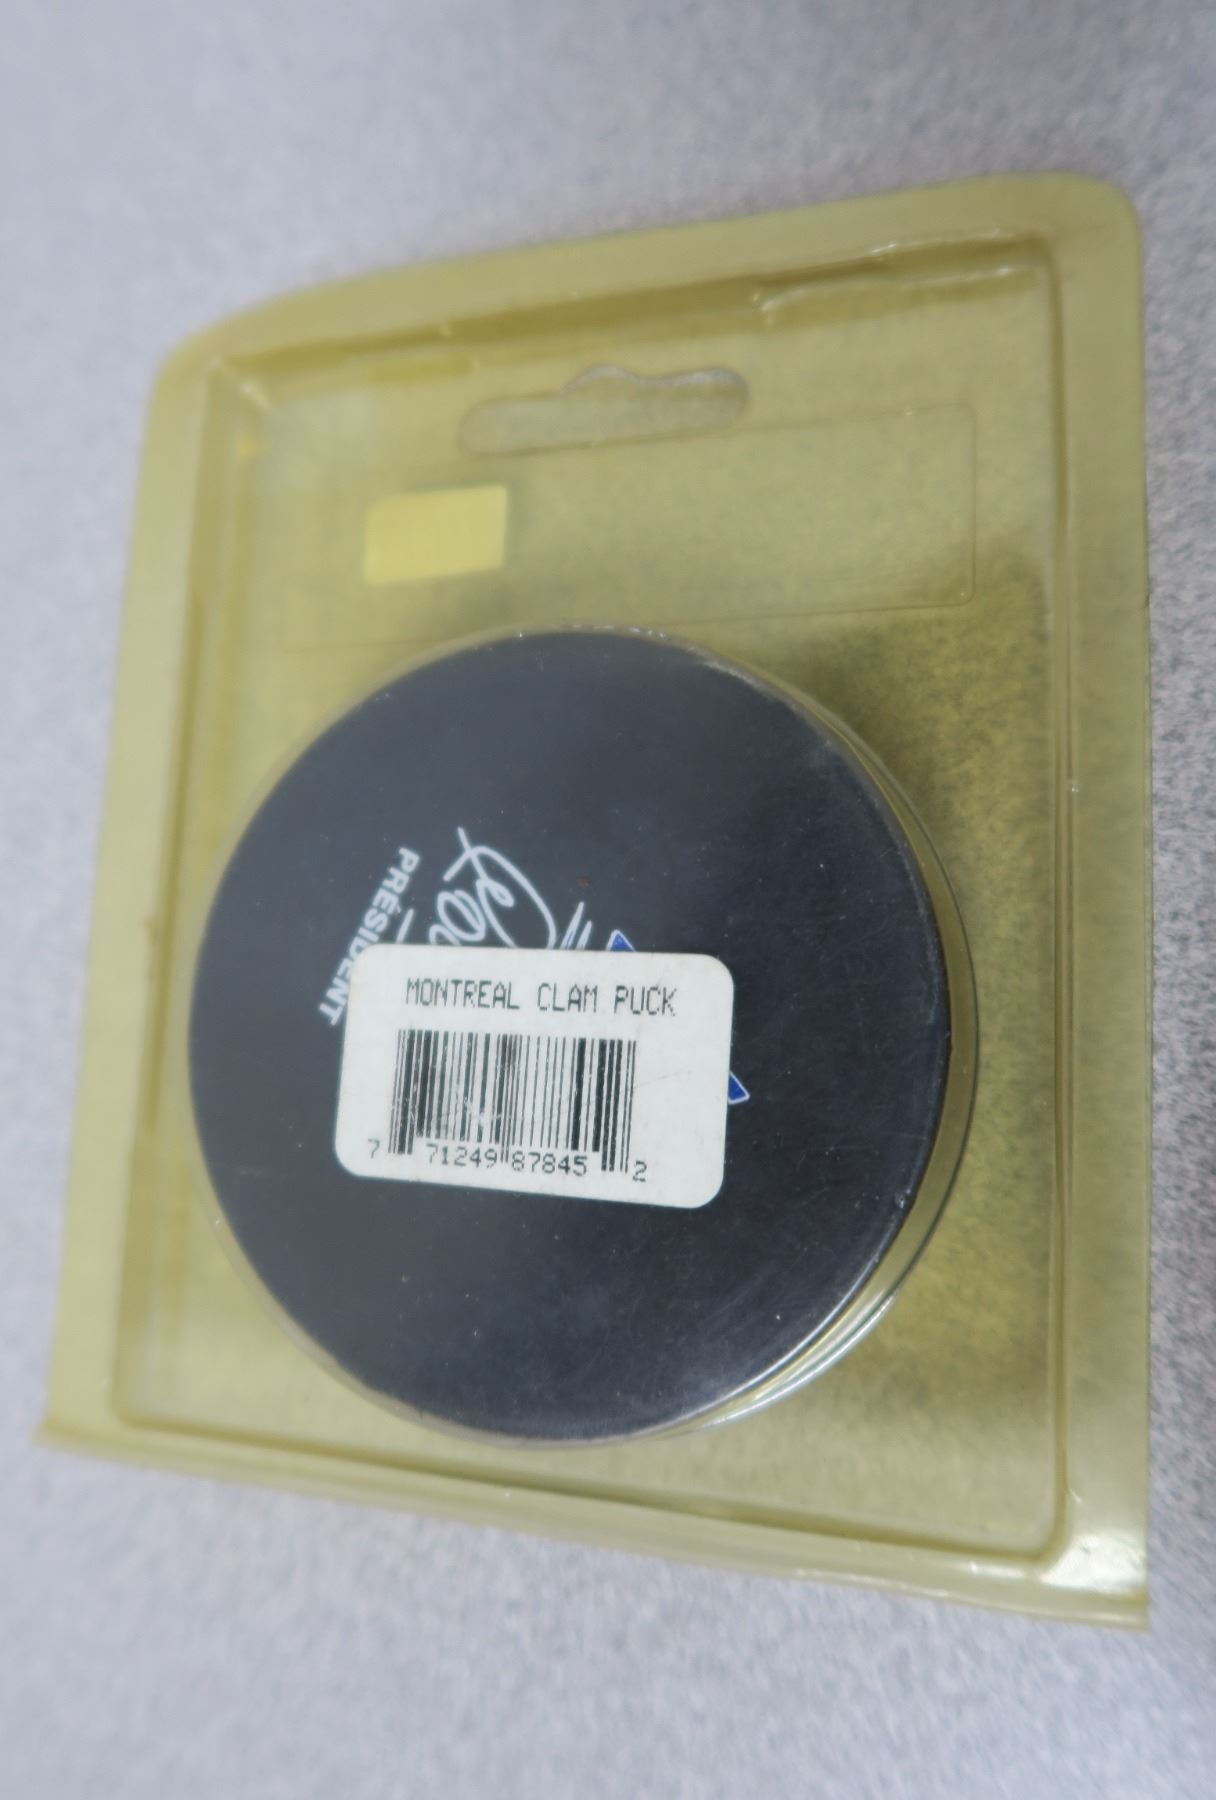 PRÉSIDENT
MONTREAL CLAM PUCK
7 71249 87845 2